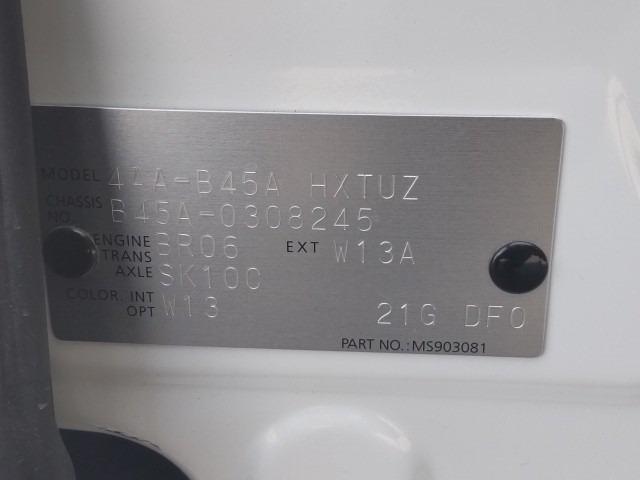 MODEL 4AA-B45A HXTUZ
CHASSIS NO. B45A-0308245
ENGINE BR06 EXT W13A
TRANS AXLE SK10C
COLOR. INT OPT W13 21G DF0
PART NO.:MS903081